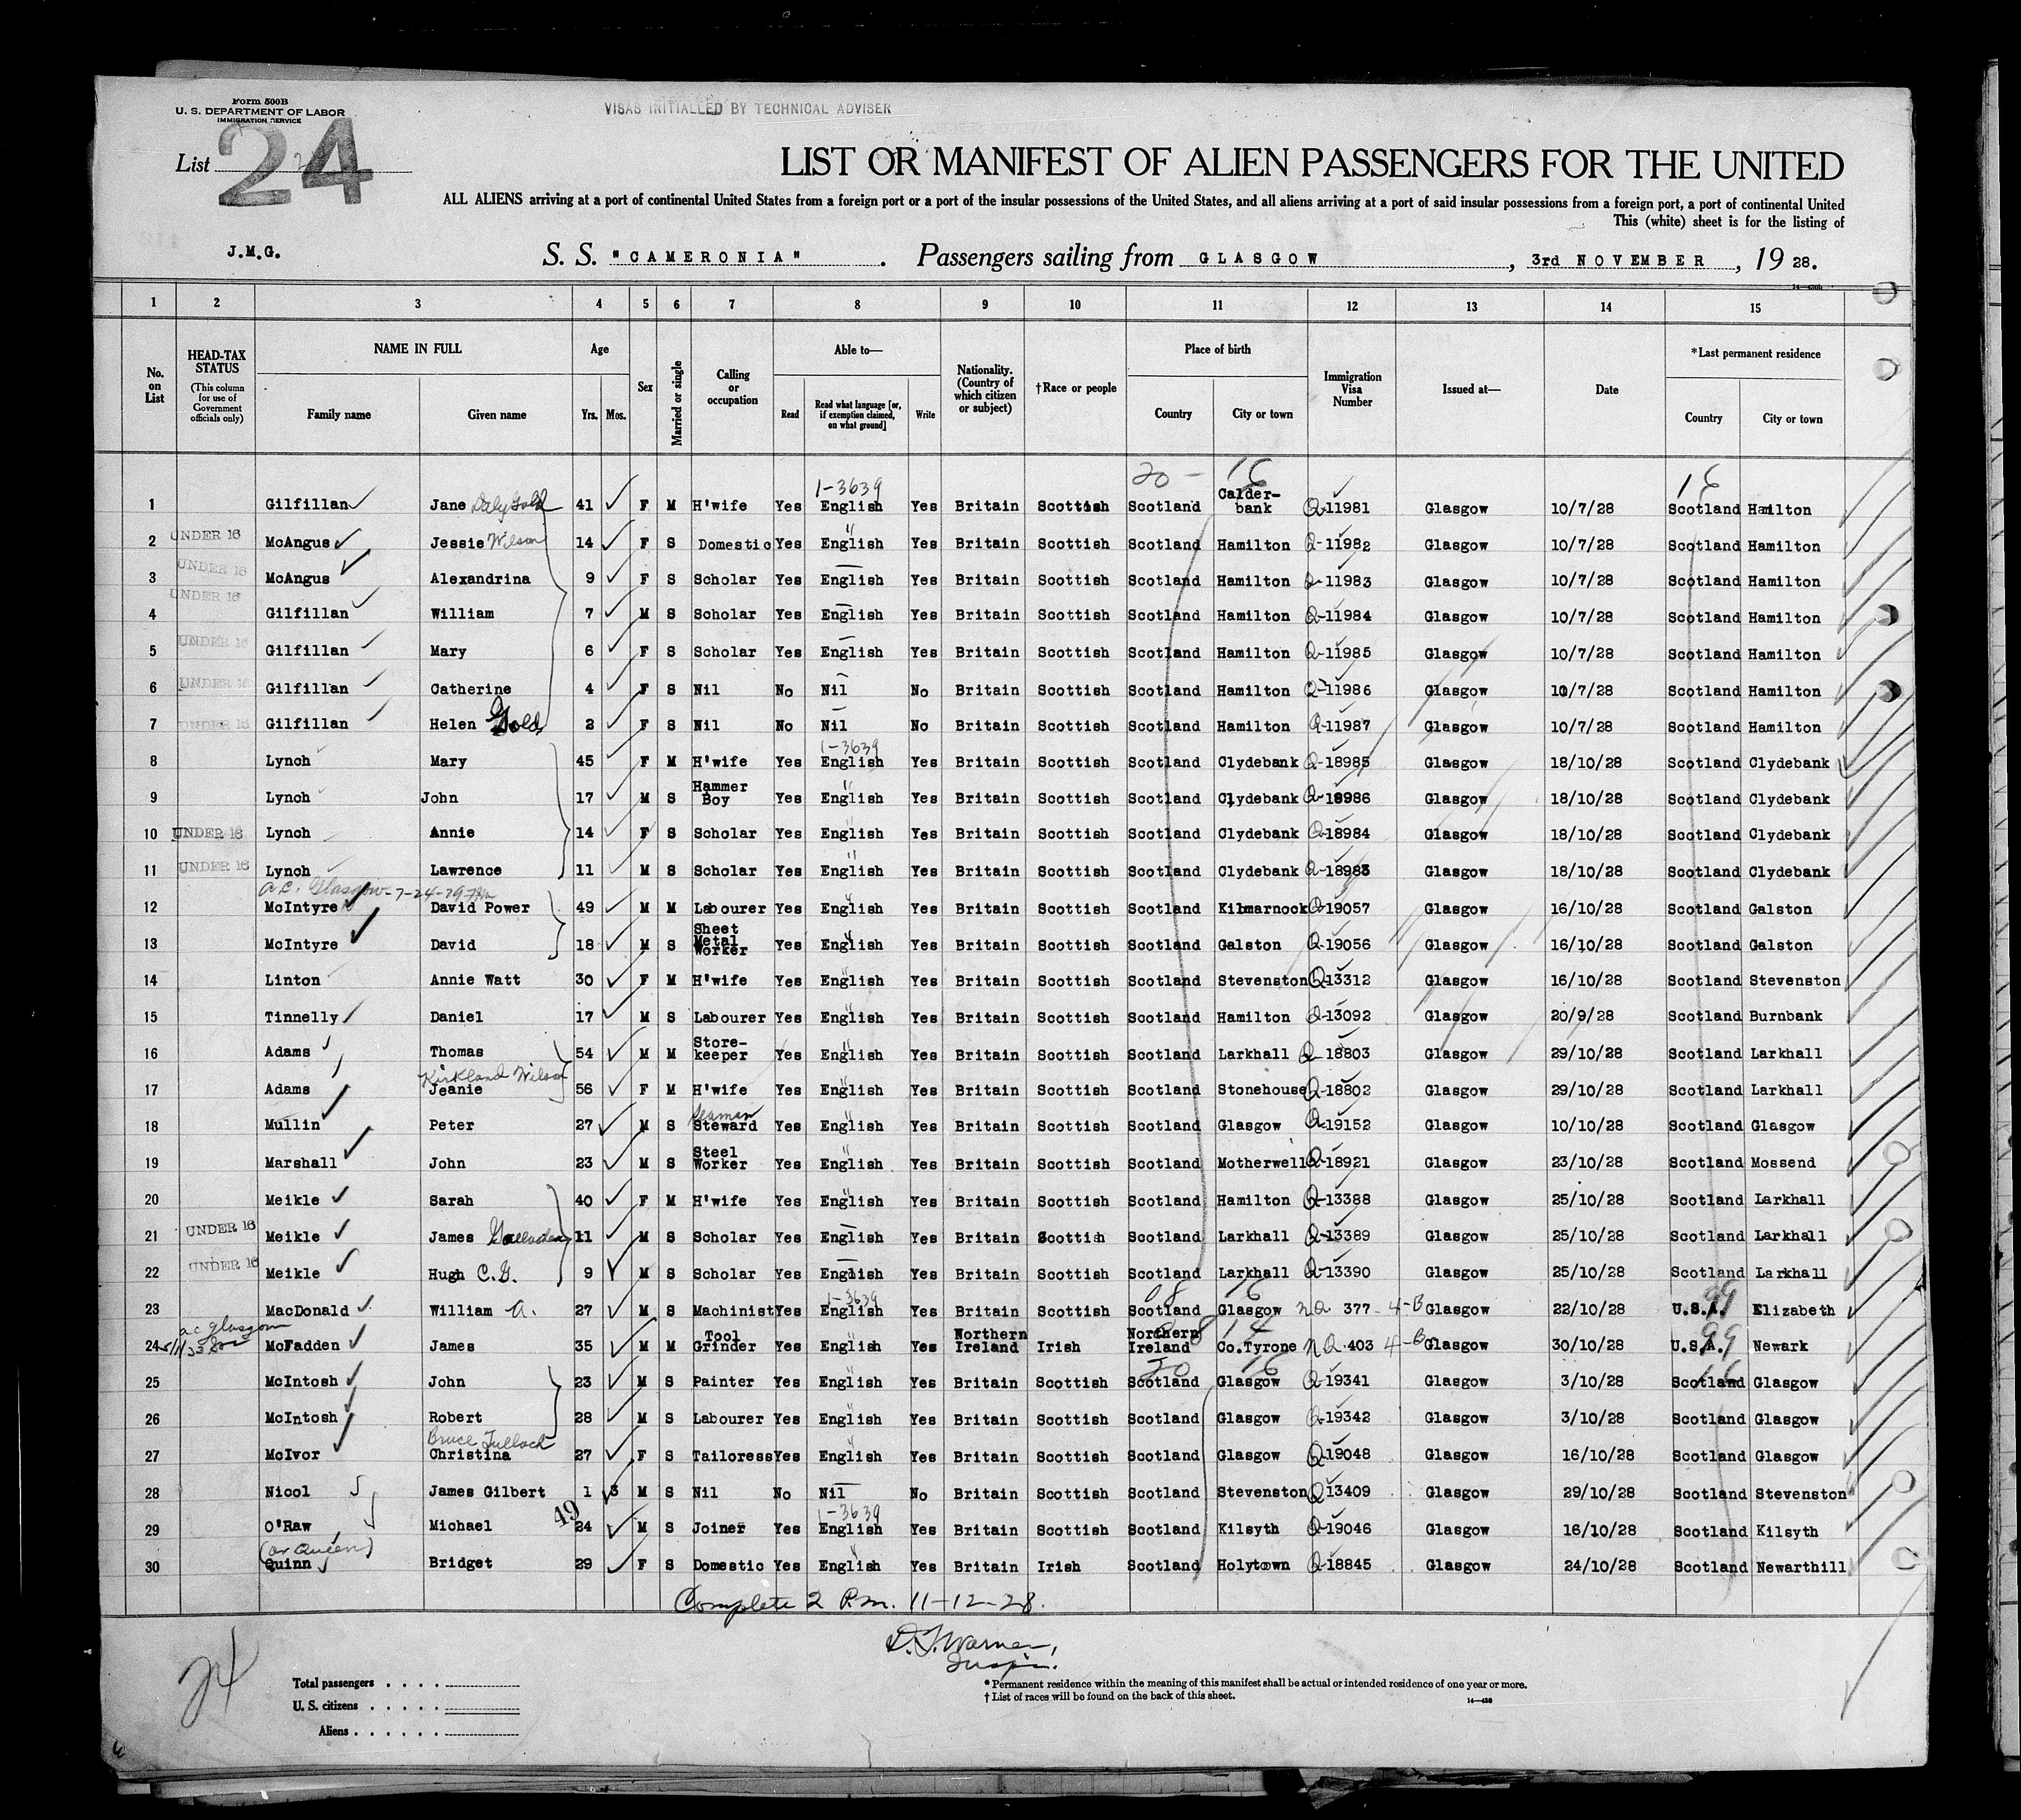 Form 500B
U. S. DEPARTMENT OF LABOR
IMMIGRATION SERVICE
VISAS INITIALLED BY TECHNICAL ADVISER
List 24
LIST OR MANIFEST OF ALIEN PASSENGERS FOR THE UNITED
ALL ALIENS arriving at a port of continental United States from a foreign port or a port of the insular possessions of the United States, and all aliens arriving at a port of said insular possessions from a foreign port, a port of continental United
This (white) sheet is for the listing of
J.M.G. S. S. "CAMERONIA". Passengers sailing from GLASGOW, 3rd NOVEMBER, 19 28.
1 2 3 4 5 6 7 8 9 10 11 12 13 14 15
No. on List
HEAD-TAX STATUS (This column for use of Government officials only)
NAME IN FULL Family name Given name
Age Yrs. Mos.
Sex
Married or single
Calling or occupation
Able to— Read Read what language [or, if exemption claimed, on what ground] Write
Nationality. (Country of which citizen or subject)
†Race or people
Place of birth Country City or town
Immigration Visa Number
Issued at—
Date
*Last permanent residence Country City or town
20 - 16 16
1-3639
1 Gilfillan Jane Daly Gold 41 F M H'wife Yes English Yes Britain Scottish Scotland Calder-bank Q-11981 Glasgow 10/7/28 Scotland Hamilton
2 UNDER 16 McAngus Jessie Wilson 14 F S Domestic Yes English Yes Britain Scottish Scotland Hamilton Q-11982 Glasgow 10/7/28 Scotland Hamilton
3 UNDER 16 McAngus Alexandrina 9 F S Scholar Yes English Yes Britain Scottish Scotland Hamilton Q-11983 Glasgow 10/7/28 Scotland Hamilton
4 UNDER 16 Gilfillan William 7 M S Scholar Yes English Yes Britain Scottish Scotland Hamilton Q-11984 Glasgow 10/7/28 Scotland Hamilton
5 UNDER 16 Gilfillan Mary 6 F S Scholar Yes English Yes Britain Scottish Scotland Hamilton Q-11985 Glasgow 10/7/28 Scotland Hamilton
6 UNDER 16 Gilfillan Catherine 4 F S Nil No Nil No Britain Scottish Scotland Hamilton Q-11986 Glasgow 10/7/28 Scotland Hamilton
7 UNDER 16 Gilfillan Helen Gold 2 F S Nil No Nil No Britain Scottish Scotland Hamilton Q-11987 Glasgow 10/7/28 Scotland Hamilton
1-3639
8 Lynch Mary 45 F M H'wife Yes English Yes Britain Scottish Scotland Clydebank Q-18985 Glasgow 18/10/28 Scotland Clydebank
9 Lynch John 17 M S Hammer Boy Yes English Yes Britain Scottish Scotland Clydebank Q-18986 Glasgow 18/10/28 Scotland Clydebank
10 UNDER 16 Lynch Annie 14 F S Scholar Yes English Yes Britain Scottish Scotland Clydebank Q-18984 Glasgow 18/10/28 Scotland Clydebank
11 UNDER 16 Lynch Lawrence 11 M S Scholar Yes English Yes Britain Scottish Scotland Clydebank Q-18983 Glasgow 18/10/28 Scotland Clydebank
a.c. Glasgow-7-24-29
12 McIntyre David Power 49 M M Labourer Yes English Yes Britain Scottish Scotland Kilmarnock Q-19057 Glasgow 16/10/28 Scotland Galston
13 McIntyre David 18 M S Sheet Metal Worker Yes English Yes Britain Scottish Scotland Galston Q-19056 Glasgow 16/10/28 Scotland Galston
14 Linton Annie Watt 30 F M H'wife Yes English Yes Britain Scottish Scotland Stevenston Q-13312 Glasgow 16/10/28 Scotland Stevenston
15 Tinnelly Daniel 17 M S Labourer Yes English Yes Britain Scottish Scotland Hamilton Q-13092 Glasgow 20/9/28 Scotland Burnbank
16 Adams Thomas 54 M M Store-keeper Yes English Yes Britain Scottish Scotland Larkhall Q 18803 Glasgow 29/10/28 Scotland Larkhall
Kirkland Wilson
17 Adams Jeanie 56 F M H'wife Yes English Yes Britain Scottish Scotland Stonehouse Q-18802 Glasgow 29/10/28 Scotland Larkhall
Seaman
18 Mullin Peter 27 M S Steward Yes English Yes Britain Scottish Scotland Glasgow Q-19152 Glasgow 10/10/28 Scotland Glasgow
19 Marshall John 23 M S Steel Worker Yes English Yes Britain Scottish Scotland Motherwell Q-18921 Glasgow 23/10/28 Scotland Mossend
20 Meikle Sarah 40 F M H'wife Yes English Yes Britain Scottish Scotland Hamilton Q-13388 Glasgow 25/10/28 Scotland Larkhall
21 UNDER 16 Meikle James 11 M S Scholar Yes English Yes Britain Scottish Scotland Larkhall Q-13389 Glasgow 25/10/28 Scotland Larkhall
22 UNDER 16 Meikle Hugh C.G. 9 M S Scholar Yes English Yes Britain Scottish Scotland Larkhall Q-13390 Glasgow 25/10/28 Scotland Larkhall
1-3639 16 99
23 MacDonald William A. 27 M S Machinist Yes English Yes Britain Scottish Scotland Glasgow NQ 377 4-B Glasgow 22/10/28 U.S.A. Elizabeth
a.c. Glasgow
14 99
24 McFadden James 35 M M Tool Grinder Yes English Yes Northern Ireland Irish Northern Ireland Co.Tyrone NQ 403 4-B Glasgow 30/10/28 U.S.A. Newark
20 16 16
25 McIntosh John 23 M S Painter Yes English Yes Britain Scottish Scotland Glasgow Q-19341 Glasgow 3/10/28 Scotland Glasgow
26 McIntosh Robert 28 M S Labourer Yes English Yes Britain Scottish Scotland Glasgow Q-19342 Glasgow 3/10/28 Scotland Glasgow
Bruce Tulloch
27 McIvor Christina 27 F S Tailoress Yes English Yes Britain Scottish Scotland Glasgow Q-19048 Glasgow 16/10/28 Scotland Glasgow
28 Nicol James Gilbert 1 3 M S Nil No Nil No Britain Scottish Scotland Stevenston Q 13409 Glasgow 29/10/28 Scotland Stevenston
49 1-3639
29 O'Raw Michael 24 M S Joiner Yes English Yes Britain Scottish Scotland Kilsyth Q-19046 Glasgow 16/10/28 Scotland Kilsyth
(or Queen)
30 Quinn Bridget 29 F S Domestic Yes English Yes Britain Irish Scotland Holytown Q-18845 Glasgow 24/10/28 Scotland Newarthill
Complete 2 P.m. 11-12-28.
D.J. Warner,
Inspr.
24
Total passengers
U. S. citizens
Aliens
* Permanent residence within the meaning of this manifest shall be actual or intended residence of one year or more.
† List of races will be found on the back of this sheet.